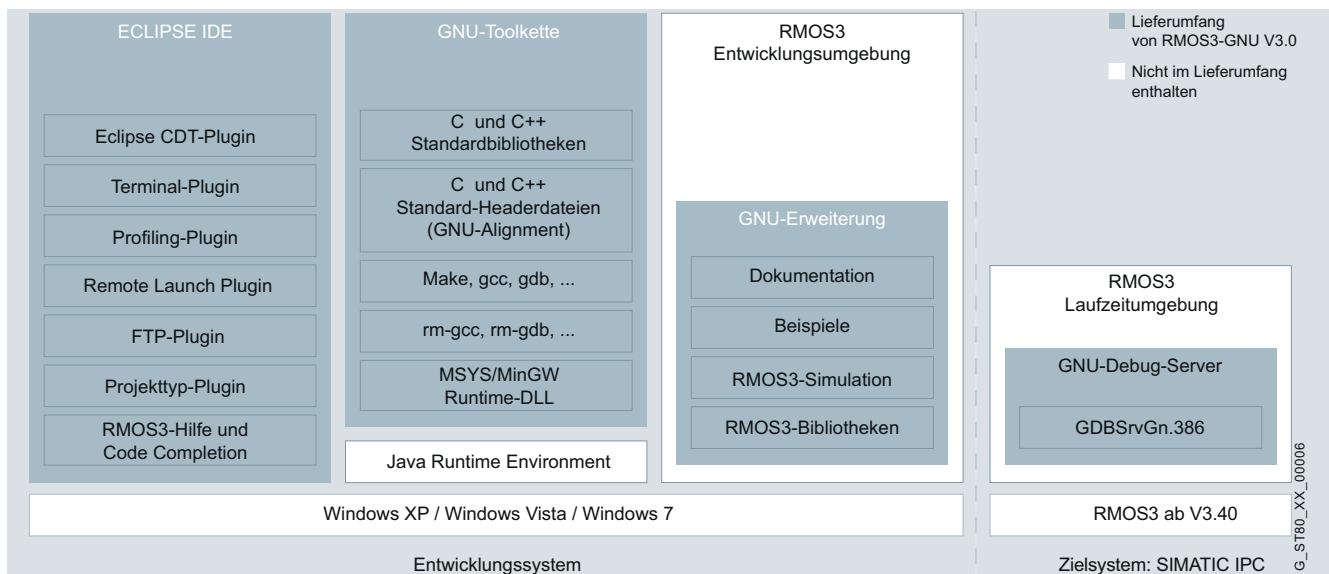 ECLIPSE IDE
Eclipse CDT-Plugin
Terminal-Plugin
Profiling-Plugin
Remote Launch Plugin
FTP-Plugin
Projekttyp-Plugin
RMOS3-Hilfe und
Code Completion
GNU-Toolkette
C und C++
Standardbibliotheken
C und C++
Standard-Headerdateien
(GNU-Alignment)
Make, gcc, gdb, ...
rm-gcc, rm-gdb, ...
MSYS/MinGW
Runtime-DLL
Java Runtime Environment
RMOS3
Entwicklungsumgebung
GNU-Erweiterung
Dokumentation
Beispiele
RMOS3-Simulation
RMOS3-Bibliotheken
Windows XP / Windows Vista / Windows 7
Entwicklungssystem
Lieferumfang
von RMOS3-GNU V3.0
Nicht im Lieferumfang
enthalten
RMOS3
Laufzeitumgebung
GNU-Debug-Server
GDBSrvGn.386
RMOS3 ab V3.40
Zielsystem: SIMATIC IPC
G_ST80_XX_00006